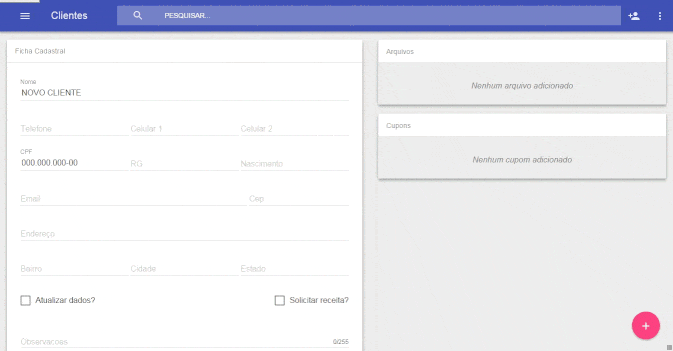 Clientes PESQUISAR...
Ficha Cadastral
Nome
NOVO CLIENTE
Telefone Celular 1 Celular 2
CPF
000.000.000-00 RG Nascimento
Email Cep
Endereço
Bairro Cidade Estado
Atualizar dados? Solicitar receita?
Observacoes 0/255
Arquivos
Nenhum arquivo adicionado
Cupons
Nenhum cupom adicionado